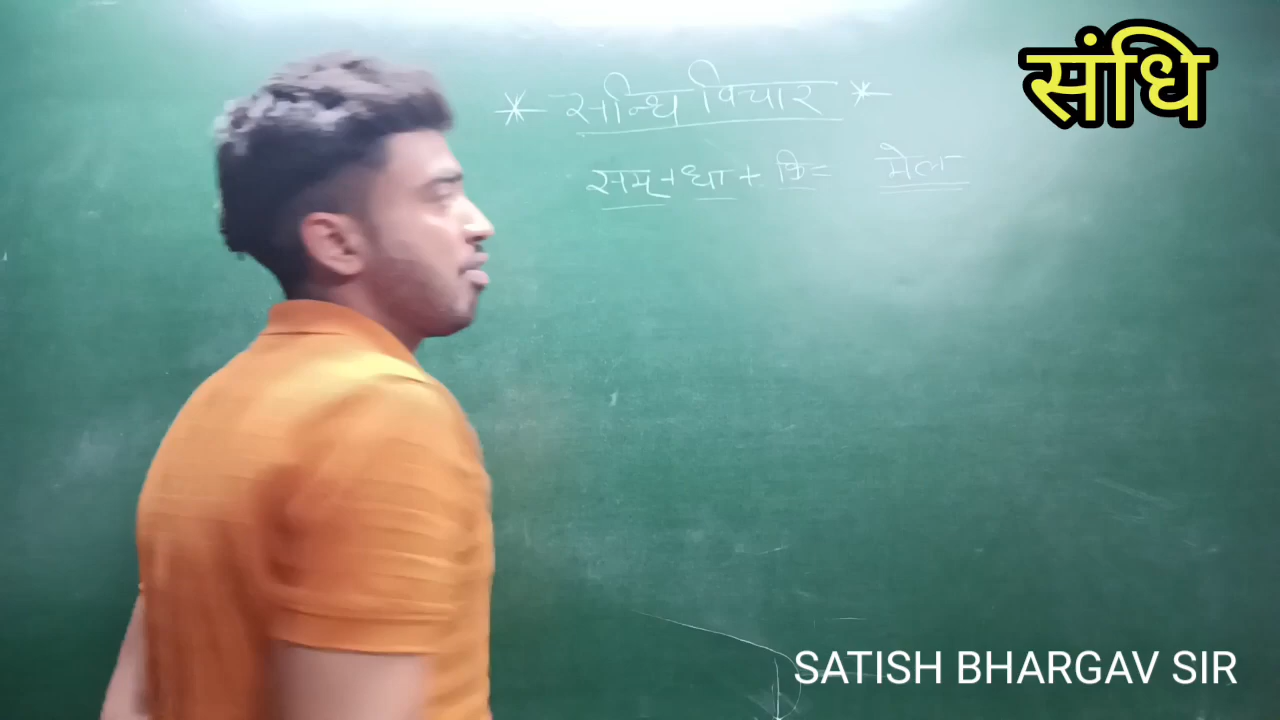 संधि
* सन्धि विचार *
सम् + धा + कि = मेल
SATISH BHARGAV SIR